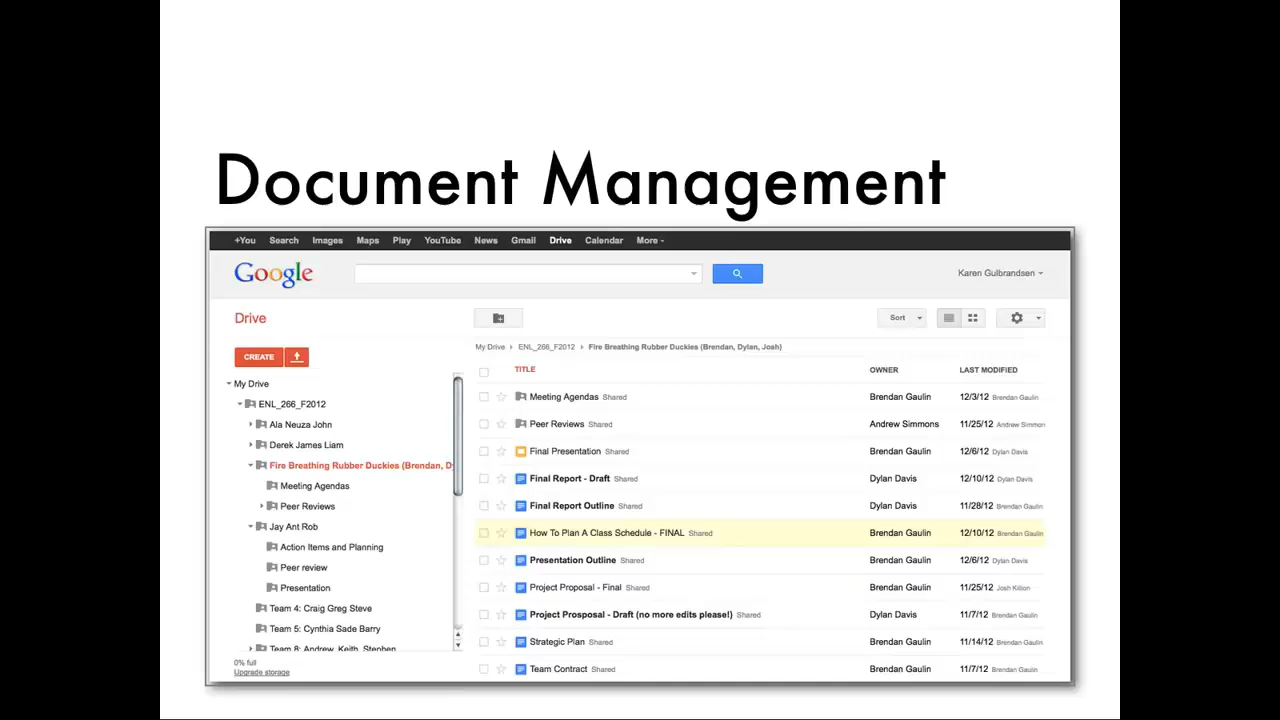 Document Management
+You Search Images Maps Play YouTube News Gmail Drive Calendar More
Google Karen Gulbrandsen
Drive Sort
My Drive ENL_266_F2012 Fire Breathing Rubber Duckies (Brendan, Dylan, Josh)
CREATE
TITLE OWNER LAST MODIFIED
My Drive
ENL_266_F2012
Ala Neuza John
Derek James Liam
Fire Breathing Rubber Duckies (Brendan, D
Meeting Agendas
Peer Reviews
Jay Ant Rob
Action Items and Planning
Peer review
Presentation
Team 4: Craig Greg Steve
Team 5: Cynthia Sade Barry
Team 8: Andrew, Keith, Stephen
0% full
Upgrade storage
Meeting Agendas Shared Brendan Gaulin 12/3/12 Brendan Gaulin
Peer Reviews Shared Andrew Simmons 11/25/12 Andrew Simmon
Final Presentation Shared Brendan Gaulin 12/6/12 Dylan Davis
Final Report - Draft Shared Dylan Davis 12/10/12 Dylan Davis
Final Report Outline Shared Dylan Davis 11/28/12 Brendan Gaulin
How To Plan A Class Schedule - FINAL Shared Brendan Gaulin 12/10/12 Brendan Gaulin
Presentation Outline Shared Brendan Gaulin 12/6/12 Dylan Davis
Project Proposal - Final Shared Brendan Gaulin 11/25/12 Josh Killion
Project Prosposal - Draft (no more edits please!) Shared Dylan Davis 11/7/12 Brendan Gaulin
Strategic Plan Shared Brendan Gaulin 11/14/12 Brendan Gaulin
Team Contract Shared Brendan Gaulin 11/7/12 Brendan Gaulin